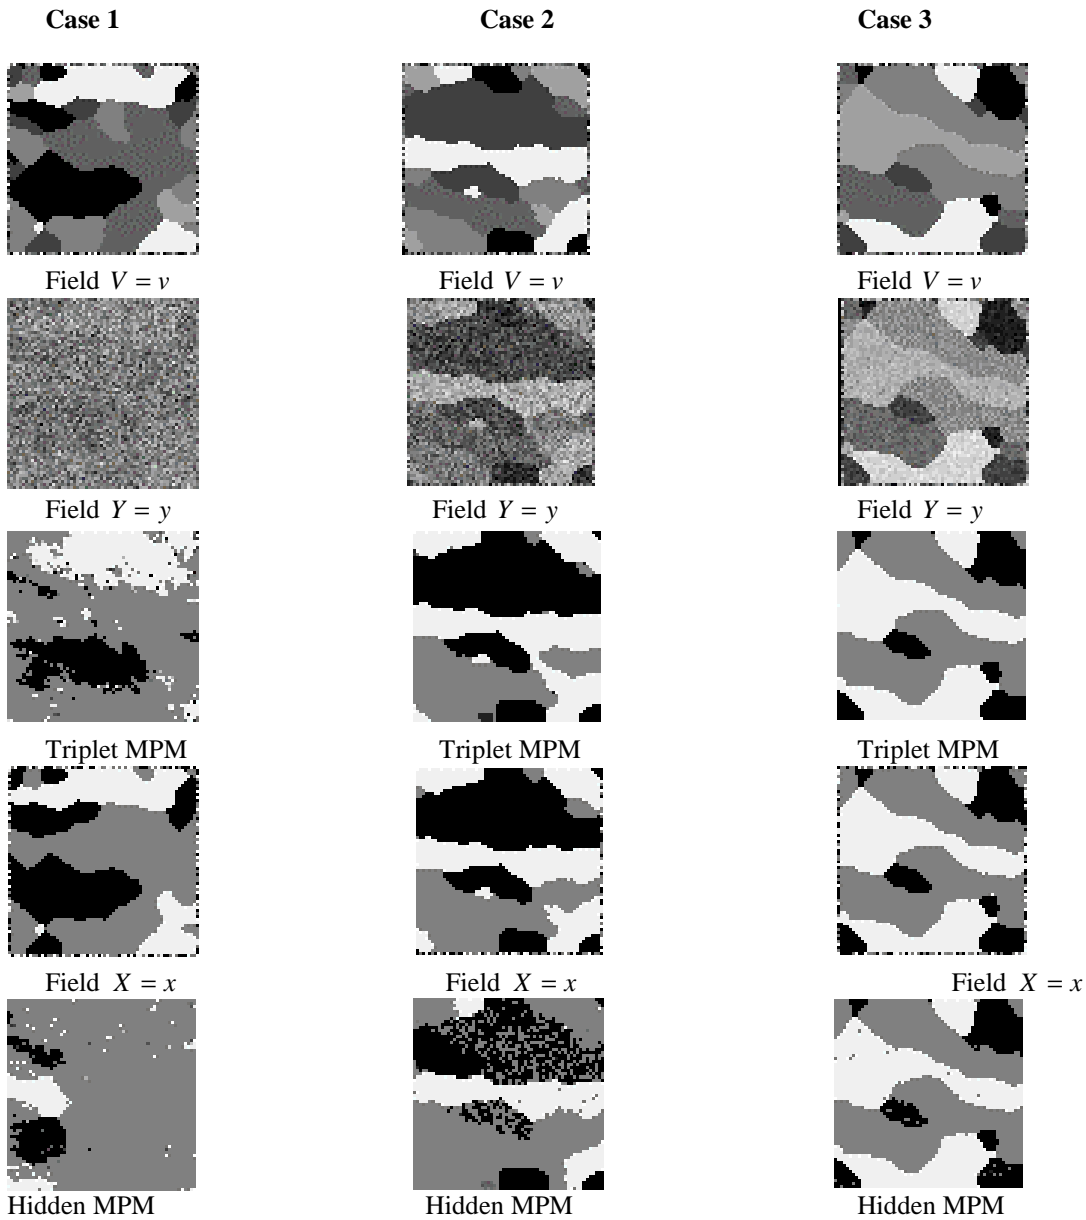 Case 1 Case 2 Case 3
Field V = v Field V = v Field V = v
Field Y = y Field Y = y Field Y = y
Triplet MPM Triplet MPM Triplet MPM
Field X = x Field X = x Field X = x
Hidden MPM Hidden MPM Hidden MPM